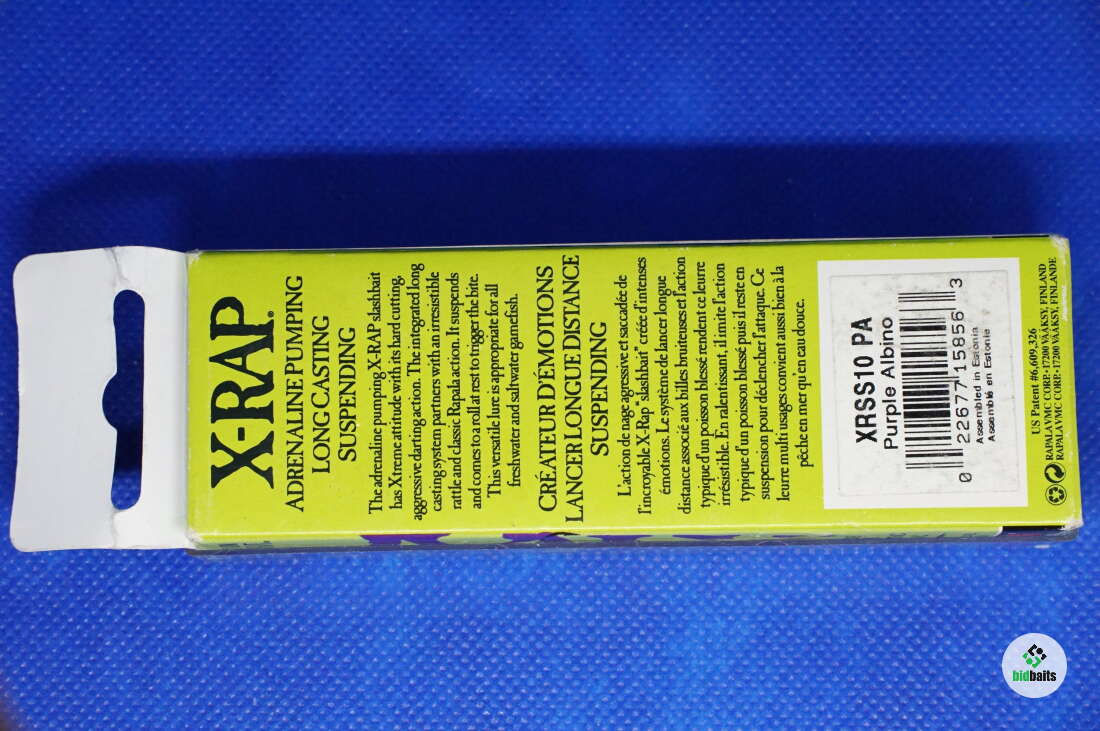 X-RAP®
ADRENALINE PUMPING
LONG CASTING
SUSPENDING
The adrenaline pumping X-RAP slashbait
has Xtreme attitude with its hard cutting,
aggressive darting action. The integrated long
casting system partners with an irresistible
rattle and classic Rapala action. It suspends
and comes to a roll at rest to trigger the bite.
This versatile lure is appropriate for all
freshwater and saltwater gamefish.
CRÉATEUR D'ÉMOTIONS
LANCER LONGUE DISTANCE
SUSPENDING
L'action de nage agressive et saccadée de
l'incroyable X-Rap® slashbait® créée d'intenses
émotions. Le système de lancer longue
distance associé aux billes bruiteuses et l'action
typique d'un poisson blessé rendent ce leurre
irrésistible. En ralentissant, il imite l'action
typique d'un poisson blessé puis il reste en
suspension pour déclencher l'attaque. Ce
leurre multi usages convient aussi bien à la
pêche en mer qu'en eau douce.
XRSS10 PA
Purple Albino
0 22677 15856 3
Assembled in Estonia
Assemblé en Estonie
US Patent #6,609,326
RAPALA VMC CORP. • 17200 VÄÄKSY, FINLAND
RAPALA VMC CORP. • 17200 VÄÄKSY, FINLANDE
bidbaits